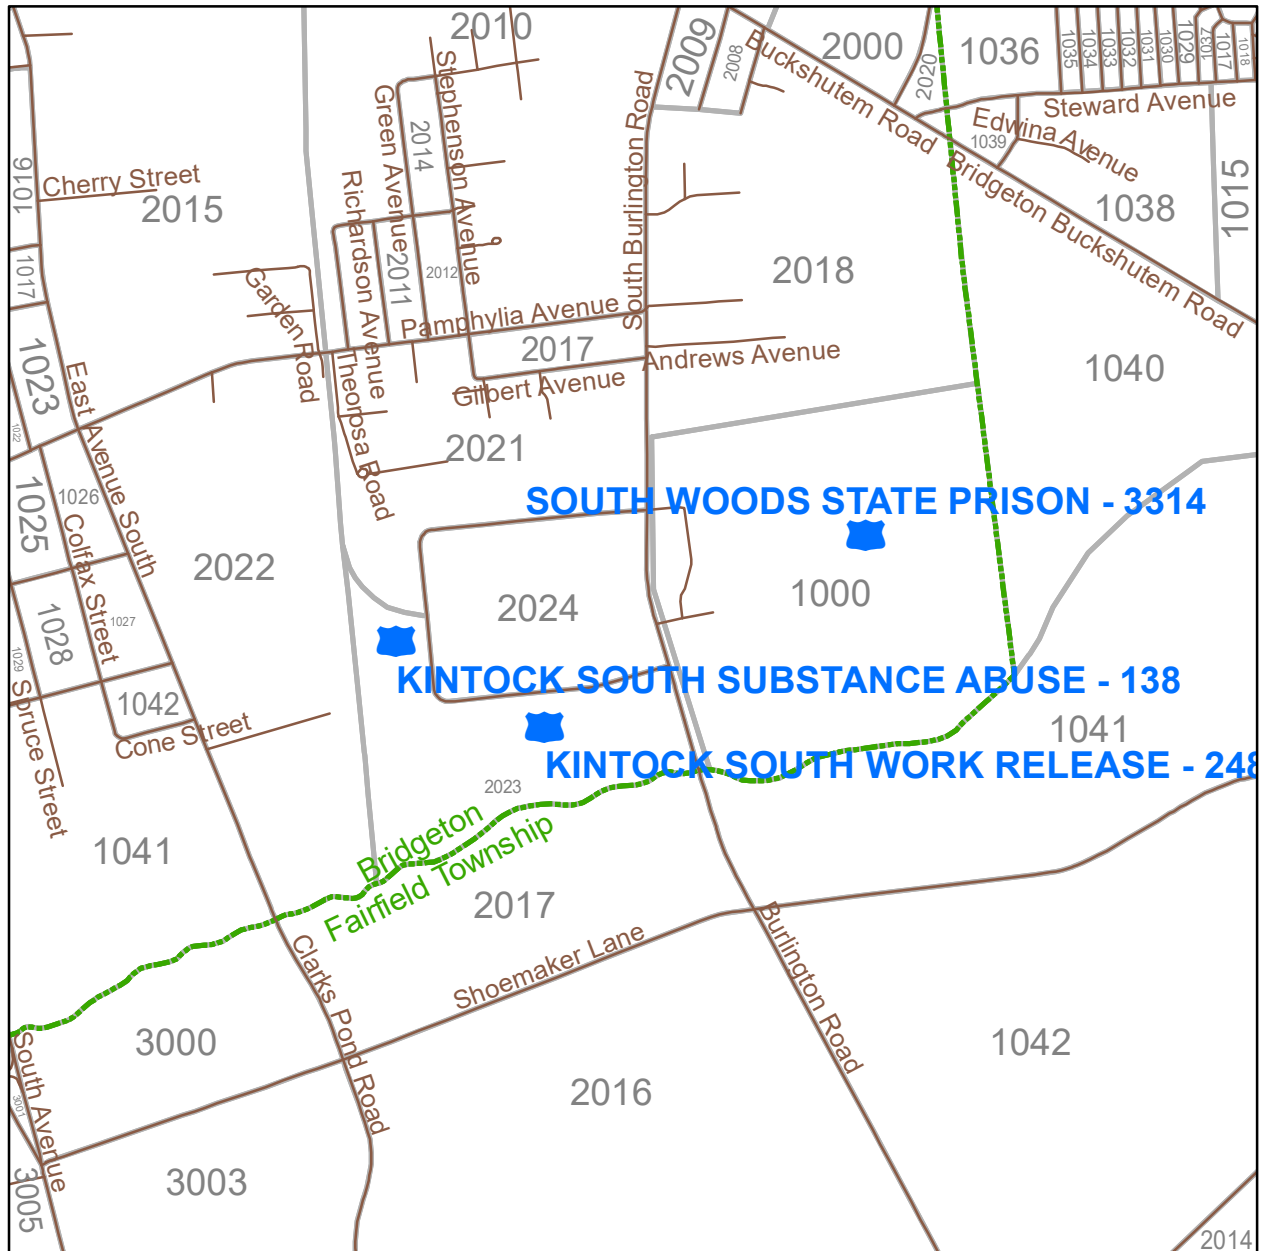 2010
2009
2008
Buckshutem Road
2000
2020
1036
1035
1034
1033
1032
1031
1030
1029
1037
1017
1018
Steward Avenue
Edwina Avenue
1039
Bridgeton Buckshutem Road
1038
1015
Stephenson Avenue
Green Avenue
2014
South Burlington Road
1016
Cherry Street
2015
Richardson Avenue
2011
2012
2018
1017
Garden Road
Pamphylia Avenue
2017
Andrews Avenue
1040
1023
East Avenue South
Theorosa Road
Gilbert Avenue
1022
2021
1026
1025
Colfax Street
SOUTH WOODS STATE PRISON - 3314
2022
2024
1000
1027
1028
1029
KINTOCK SOUTH SUBSTANCE ABUSE - 138
1042
Spruce Street
Cone Street
1041
KINTOCK SOUTH WORK RELEASE - 248
2023
1041
Bridgeton
Fairfield Township
2017
Shoemaker Lane
Burlington Road
Clarks Pond Road
3000
1042
South Avenue
2016
3001
3003
3005
2014